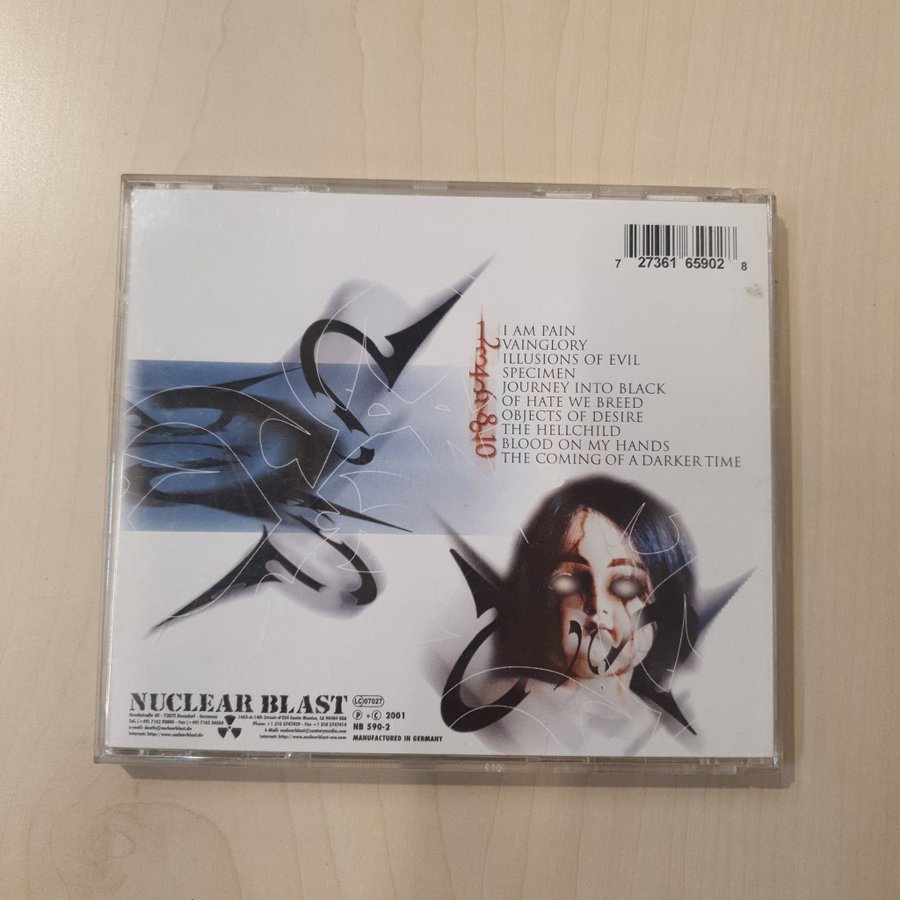 7 27361 65902 8
I AM PAIN
VAINGLORY
ILLUSIONS OF EVIL
SPECIMEN
JOURNEY INTO BLACK
OF HATE WE BREED
OBJECTS OF DESIRE
THE HELLCHILD
BLOOD ON MY HANDS
THE COMING OF A DARKER TIME
NUCLEAR BLAST
LC 07027
℗ + © 2001
NB 590-2
MANUFACTURED IN GERMANY